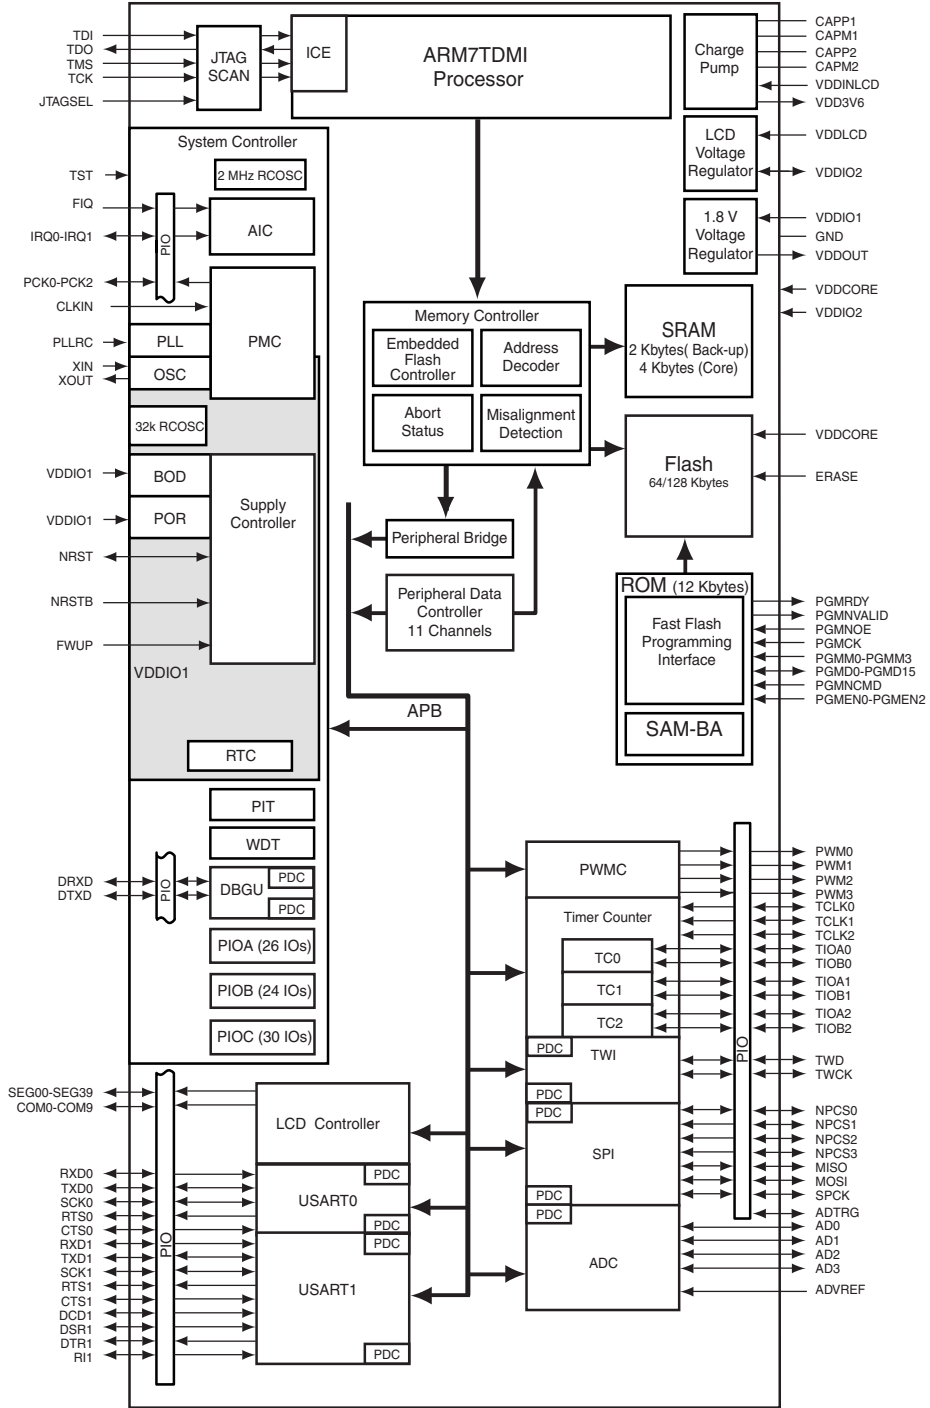 TDI
TDO
TMS
TCK
JTAGSEL
JTAG
SCAN
ICE
ARM7TDMI
Processor
Charge
Pump
CAPP1
CAPM1
CAPP2
CAPM2
VDDINLCD
VDD3V6
LCD
Voltage
Regulator
VDDLCD
VDDIO2
1.8 V
Voltage
Regulator
VDDIO1
GND
VDDOUT
VDDCORE
VDDIO2
System Controller
TST
2 MHz RCOSC
FIQ
IRQ0-IRQ1
PIO
AIC
PCK0-PCK2
CLKIN
PMC
PLLRC
PLL
XIN
XOUT
OSC
32k RCOSC
VDDIO1
BOD
VDDIO1
POR
Supply
Controller
NRST
NRSTB
FWUP
VDDIO1
RTC
PIT
WDT
DRXD
DTXD
PIO
DBGU
PDC
PDC
PIOA (26 IOs)
PIOB (24 IOs)
PIOC (30 IOs)
Memory Controller
Embedded
Flash
Controller
Address
Decoder
Abort
Status
Misalignment
Detection
SRAM
2 Kbytes( Back-up)
4 Kbytes (Core)
Flash
64/128 Kbytes
VDDCORE
ERASE
Peripheral Bridge
Peripheral Data
Controller
11 Channels
APB
ROM (12 Kbytes)
Fast Flash
Programming
Interface
SAM-BA
PGMRDY
PGMNVALID
PGMNOE
PGMCK
PGMM0-PGMM3
PGMD0-PGMD15
PGMNCMD
PGMEN0-PGMEN2
SEG00-SEG39
COM0-COM9
LCD Controller
RXD0
TXD0
SCK0
RTS0
CTS0
RXD1
TXD1
SCK1
RTS1
CTS1
DCD1
DSR1
DTR1
RI1
PIO
PDC
USART0
PDC
PDC
USART1
PDC
PWMC
Timer Counter
TC0
TC1
TC2
PDC
TWI
PDC
PDC
SPI
PDC
PDC
ADC
PIO
PWM0
PWM1
PWM2
PWM3
TCLK0
TCLK1
TCLK2
TIOA0
TIOB0
TIOA1
TIOB1
TIOA2
TIOB2
TWD
TWCK
NPCS0
NPCS1
NPCS2
NPCS3
MISO
MOSI
SPCK
ADTRG
AD0
AD1
AD2
AD3
ADVREF